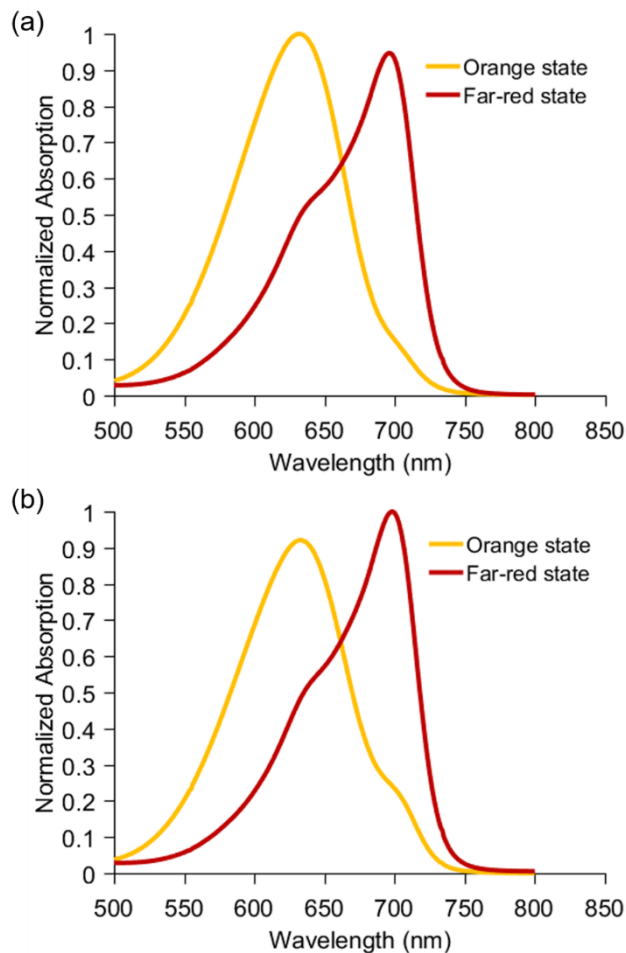 (a)
1
0.9
0.8
0.7
0.6
0.5
0.4
0.3
0.2
0.1
0
Normalized Absorption
Orange state
Far-red state
500 550 600 650 700 750 800 850
Wavelength (nm)
(b)
1
0.9
0.8
0.7
0.6
0.5
0.4
0.3
0.2
0.1
0
Normalized Absorption
Orange state
Far-red state
500 550 600 650 700 750 800 850
Wavelength (nm)